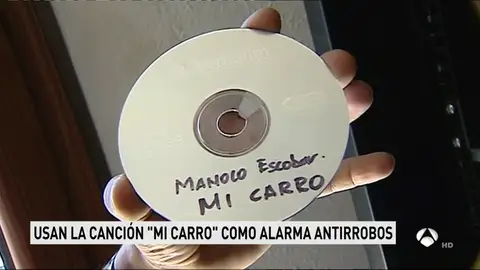 MANOLO Escobar.
MI CARRO
USAN LA CANCIÓN "MI CARRO" COMO ALARMA ANTIRROBOS
HD